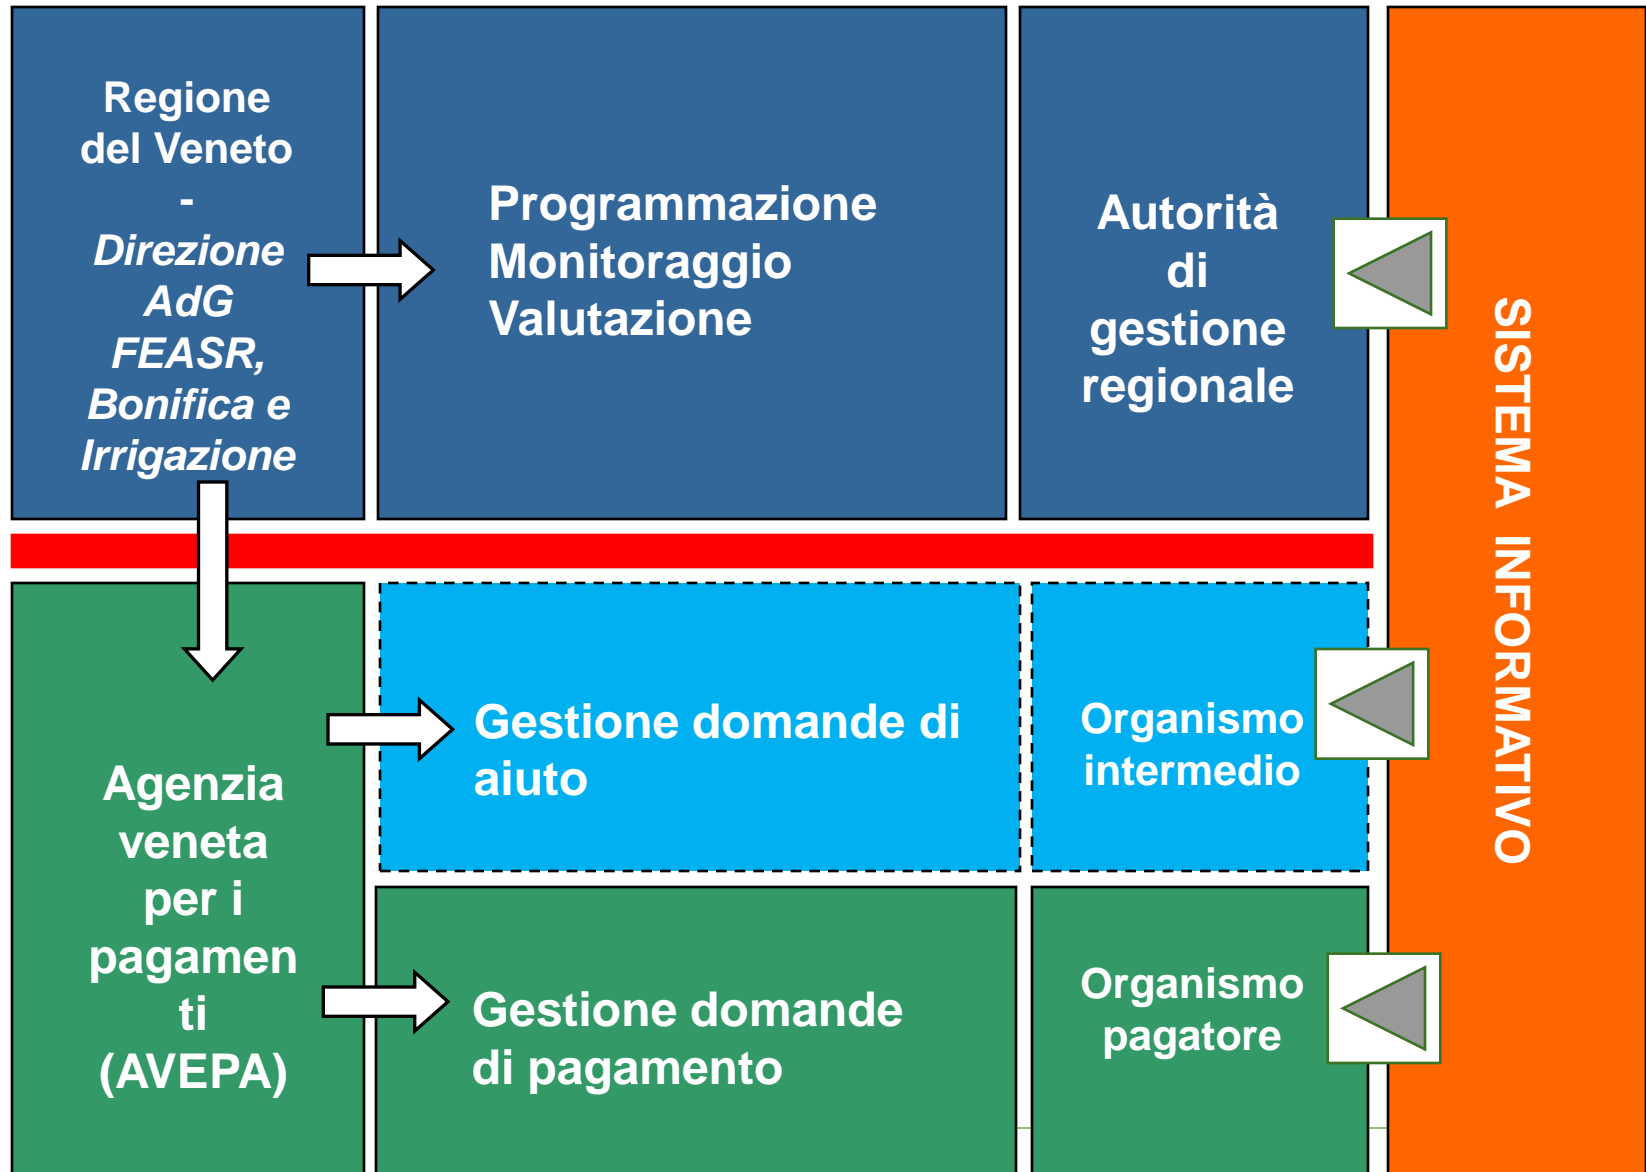 Regione
del Veneto
-
Direzione
AdG
FEASR,
Bonifica e
Irrigazione
Programmazione
Monitoraggio
Valutazione
Autorità
di
gestione
regionale
SISTEMA INFORMATIVO
Agenzia
veneta
per i
pagamen
ti
(AVEPA)
Gestione domande di
aiuto
Organismo
intermedio
Gestione domande
di pagamento
Organismo
pagatore